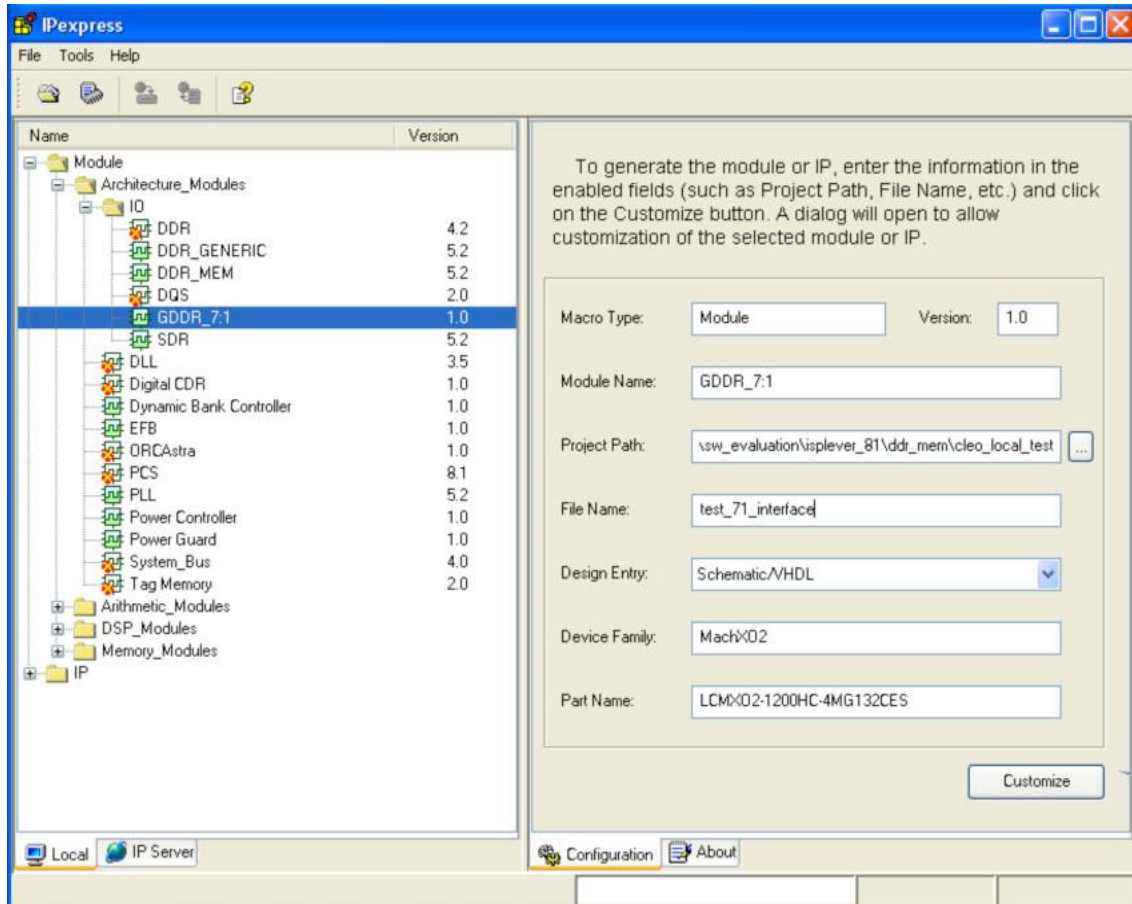 IPexpress
File Tools Help
Name Version
Module
Architecture_Modules
IO
DDR 4.2
DDR_GENERIC 5.2
DDR_MEM 5.2
DQS 2.0
GDDR_7:1 1.0
SDR 5.2
DLL 3.5
Digital CDR 1.0
Dynamic Bank Controller 1.0
EFB 1.0
ORCAstra 1.0
PCS 8.1
PLL 5.2
Power Controller 1.0
Power Guard 1.0
System_Bus 4.0
Tag Memory 2.0
Arithmetic_Modules
DSP_Modules
Memory_Modules
IP
Local IP Server
To generate the module or IP, enter the information in the
enabled fields (such as Project Path, File Name, etc.) and click
on the Customize button. A dialog will open to allow
customization of the selected module or IP.
Macro Type: Module Version: 1.0
Module Name: GDDR_7:1
Project Path: \sw_evaluation\isplever_81\ddr_mem\cleo_local_test ...
File Name: test_71_interface
Design Entry: Schematic/VHDL
Device Family: MachXO2
Part Name: LCMXO2-1200HC-4MG132CES
Customize
Configuration About